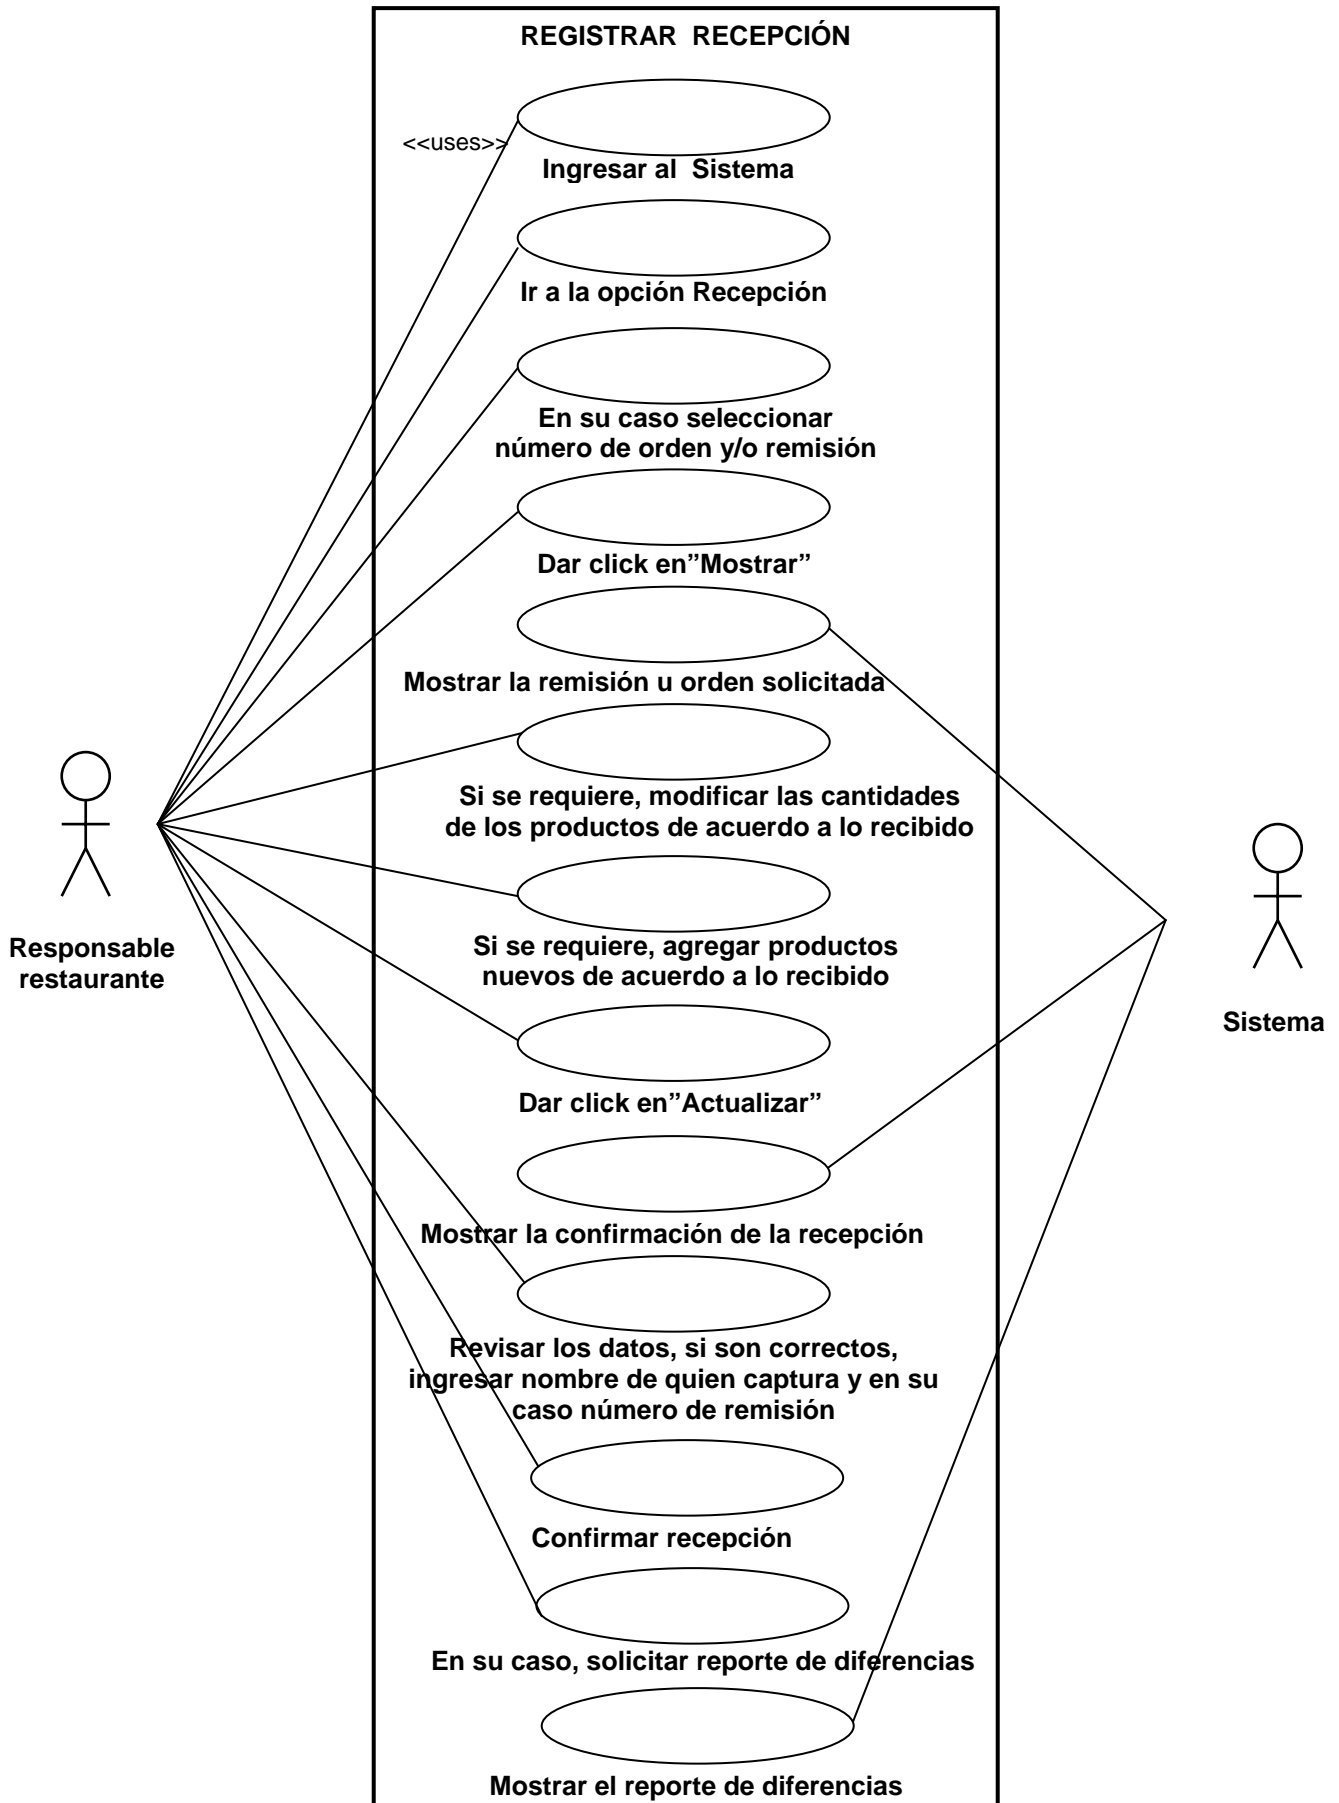 REGISTRAR RECEPCIÓN
<<uses>>
Ingresar al Sistema
Ir a la opción Recepción
En su caso seleccionar
número de orden y/o remisión
Dar click en”Mostrar”
Mostrar la remisión u orden solicitada
Si se requiere, modificar las cantidades
de los productos de acuerdo a lo recibido
Responsable
restaurante
Si se requiere, agregar productos
nuevos de acuerdo a lo recibido
Sistema
Dar click en”Actualizar”
Mostrar la confirmación de la recepción
Revisar los datos, si son correctos,
ingresar nombre de quien captura y en su
caso número de remisión
Confirmar recepción
En su caso, solicitar reporte de diferencias
Mostrar el reporte de diferencias